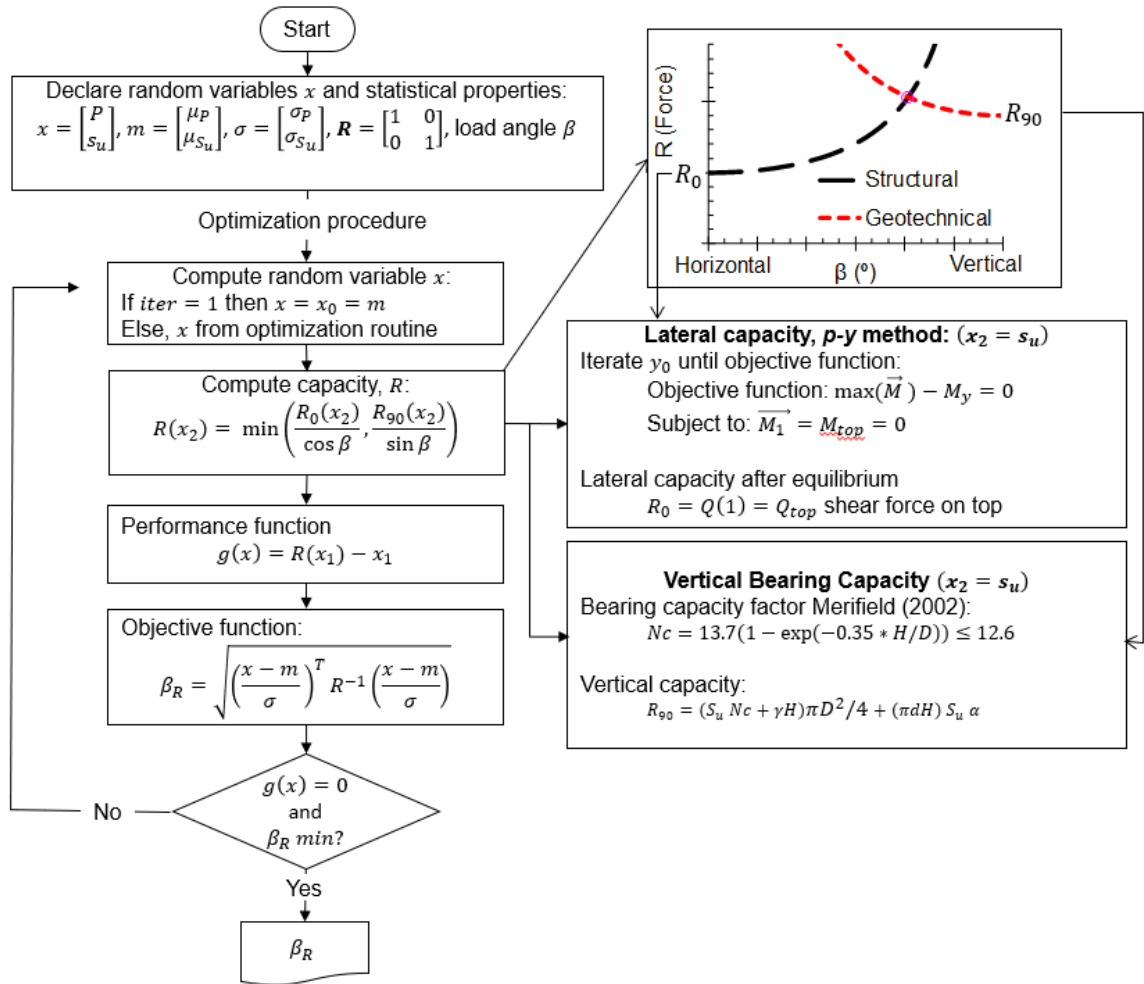 Start
Declare random variables x and statistical properties:
x = [P s_u], m = [μ_P μ_{S_u}], σ = [σ_P σ_{S_u}], R = [1 0 0 1], load angle β
Optimization procedure
Compute random variable x:
If iter = 1 then x = x_0 = m
Else, x from optimization routine
Compute capacity, R:
R(x_2) = min(R_0(x_2)/cos β, R_90(x_2)/sin β)
Performance function
g(x) = R(x_1) − x_1
Objective function:
β_R = √((x − m)/σ)^T R^{−1} ((x − m)/σ)
g(x) = 0
and
β_R min?
No
Yes
β_R
R (Force)
R_0
R_90
Structural
Geotechnical
Horizontal
β (º)
Vertical
Lateral capacity, p-y method: (x_2 = s_u)
Iterate y_0 until objective function:
Objective function: max(M⃗ ) − M_y = 0
Subject to: M_1⃗ = M_top = 0
Lateral capacity after equilibrium
R_0 = Q(1) = Q_top shear force on top
Vertical Bearing Capacity (x_2 = s_u)
Bearing capacity factor Merifield (2002):
Nc = 13.7(1 − exp(−0.35 * H/D)) ≤ 12.6
Vertical capacity:
R_90 = (S_u Nc + γH)πD^2/4 + (πdH) S_u α